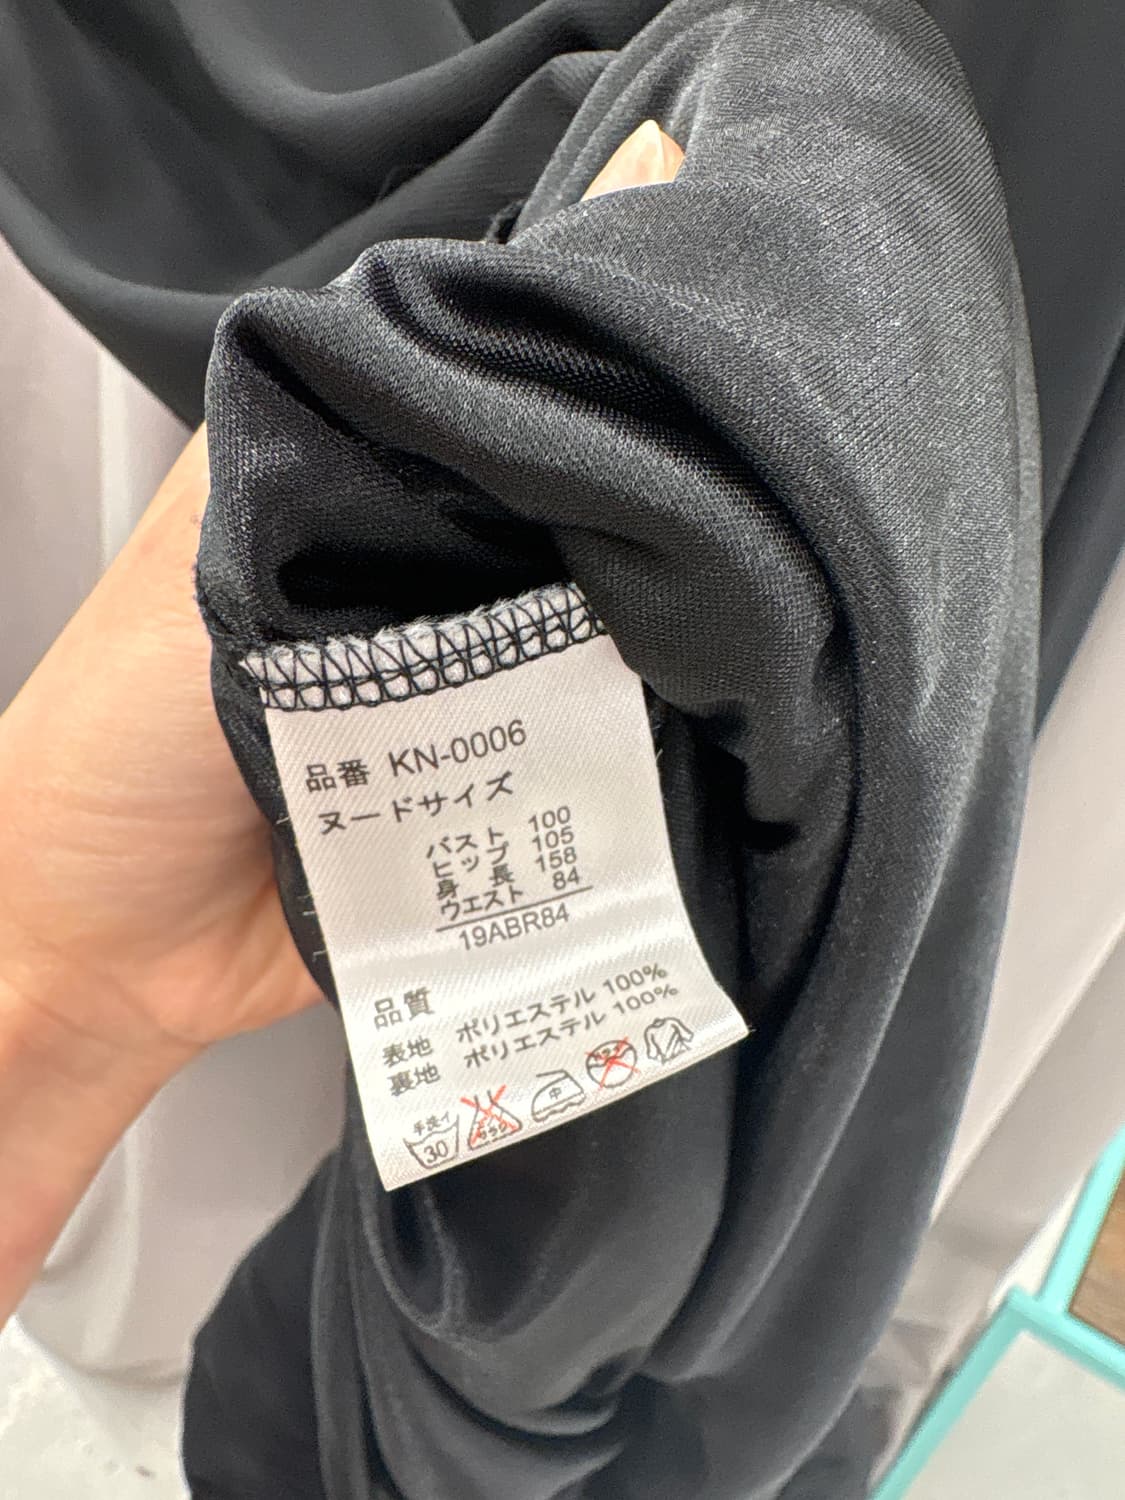 品番 KN-0006
ヌードサイズ
バスト 100
ヒップ 105
身長 158
ウエスト 84
19ABR84
品質
表地 ポリエステル 100%
裏地 ポリエステル 100%
手洗イ
30
中